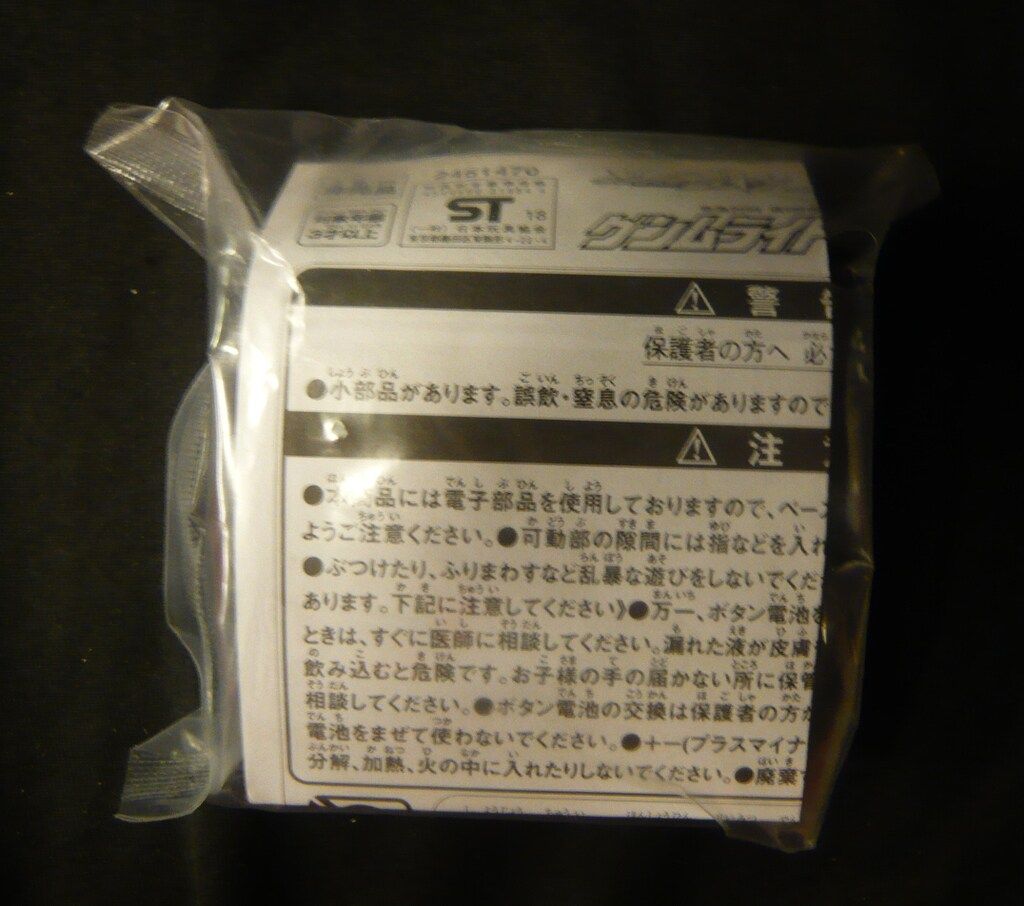 2451470
ST 18
(一社)日本玩具協会
ゲンムライド
⚠ 警
保護者の方へ 必
●小部品があります。誤飲・窒息の危険がありますので
⚠ 注
●本商品には電子部品を使用しておりますので、ベー
ようご注意ください。●可動部の隙間には指などを入れ
●ぶつけたり、ふりまわすなど乱暴な遊びをしないでくだ
あります。下記に注意してください》●万一、ボタン電池を
ときは、すぐに医師に相談してください。漏れた液が皮膚
飲み込むと危険です。お子様の手の届かない所に保管
相談してください。●ボタン電池の交換は保護者の方が
電池をまぜて使わないでください。●+-(プラスマイナ
分解、加熱、火の中に入れたりしないでください。●廃棄